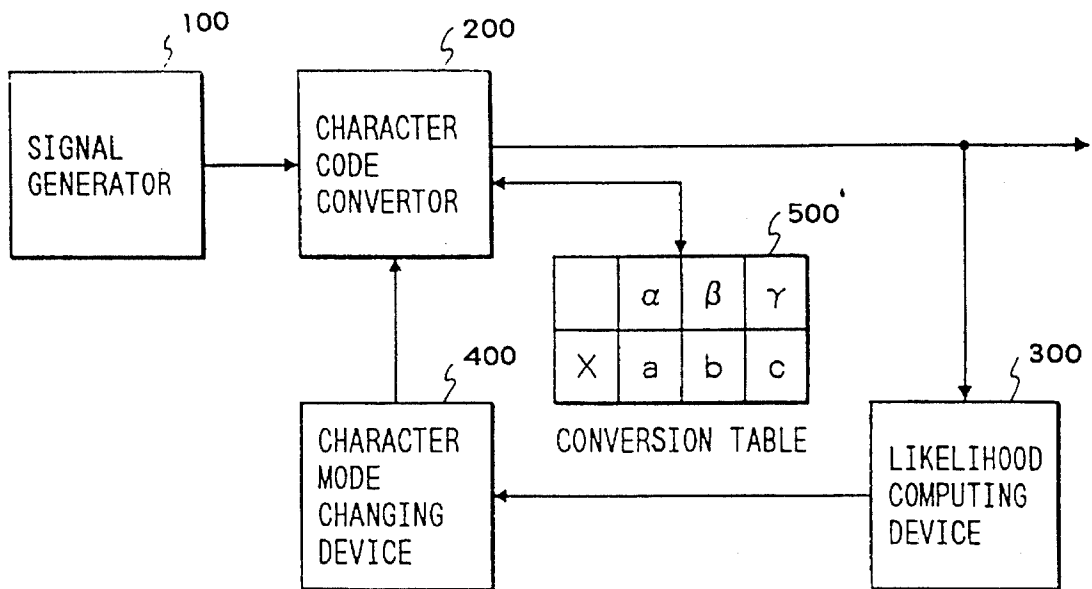 100
200
SIGNAL
GENERATOR
CHARACTER
CODE
CONVERTOR
500'
α β γ
X a b c
CONVERSION TABLE
400
300
CHARACTER
MODE
CHANGING
DEVICE
LIKELIHOOD
COMPUTING
DEVICE